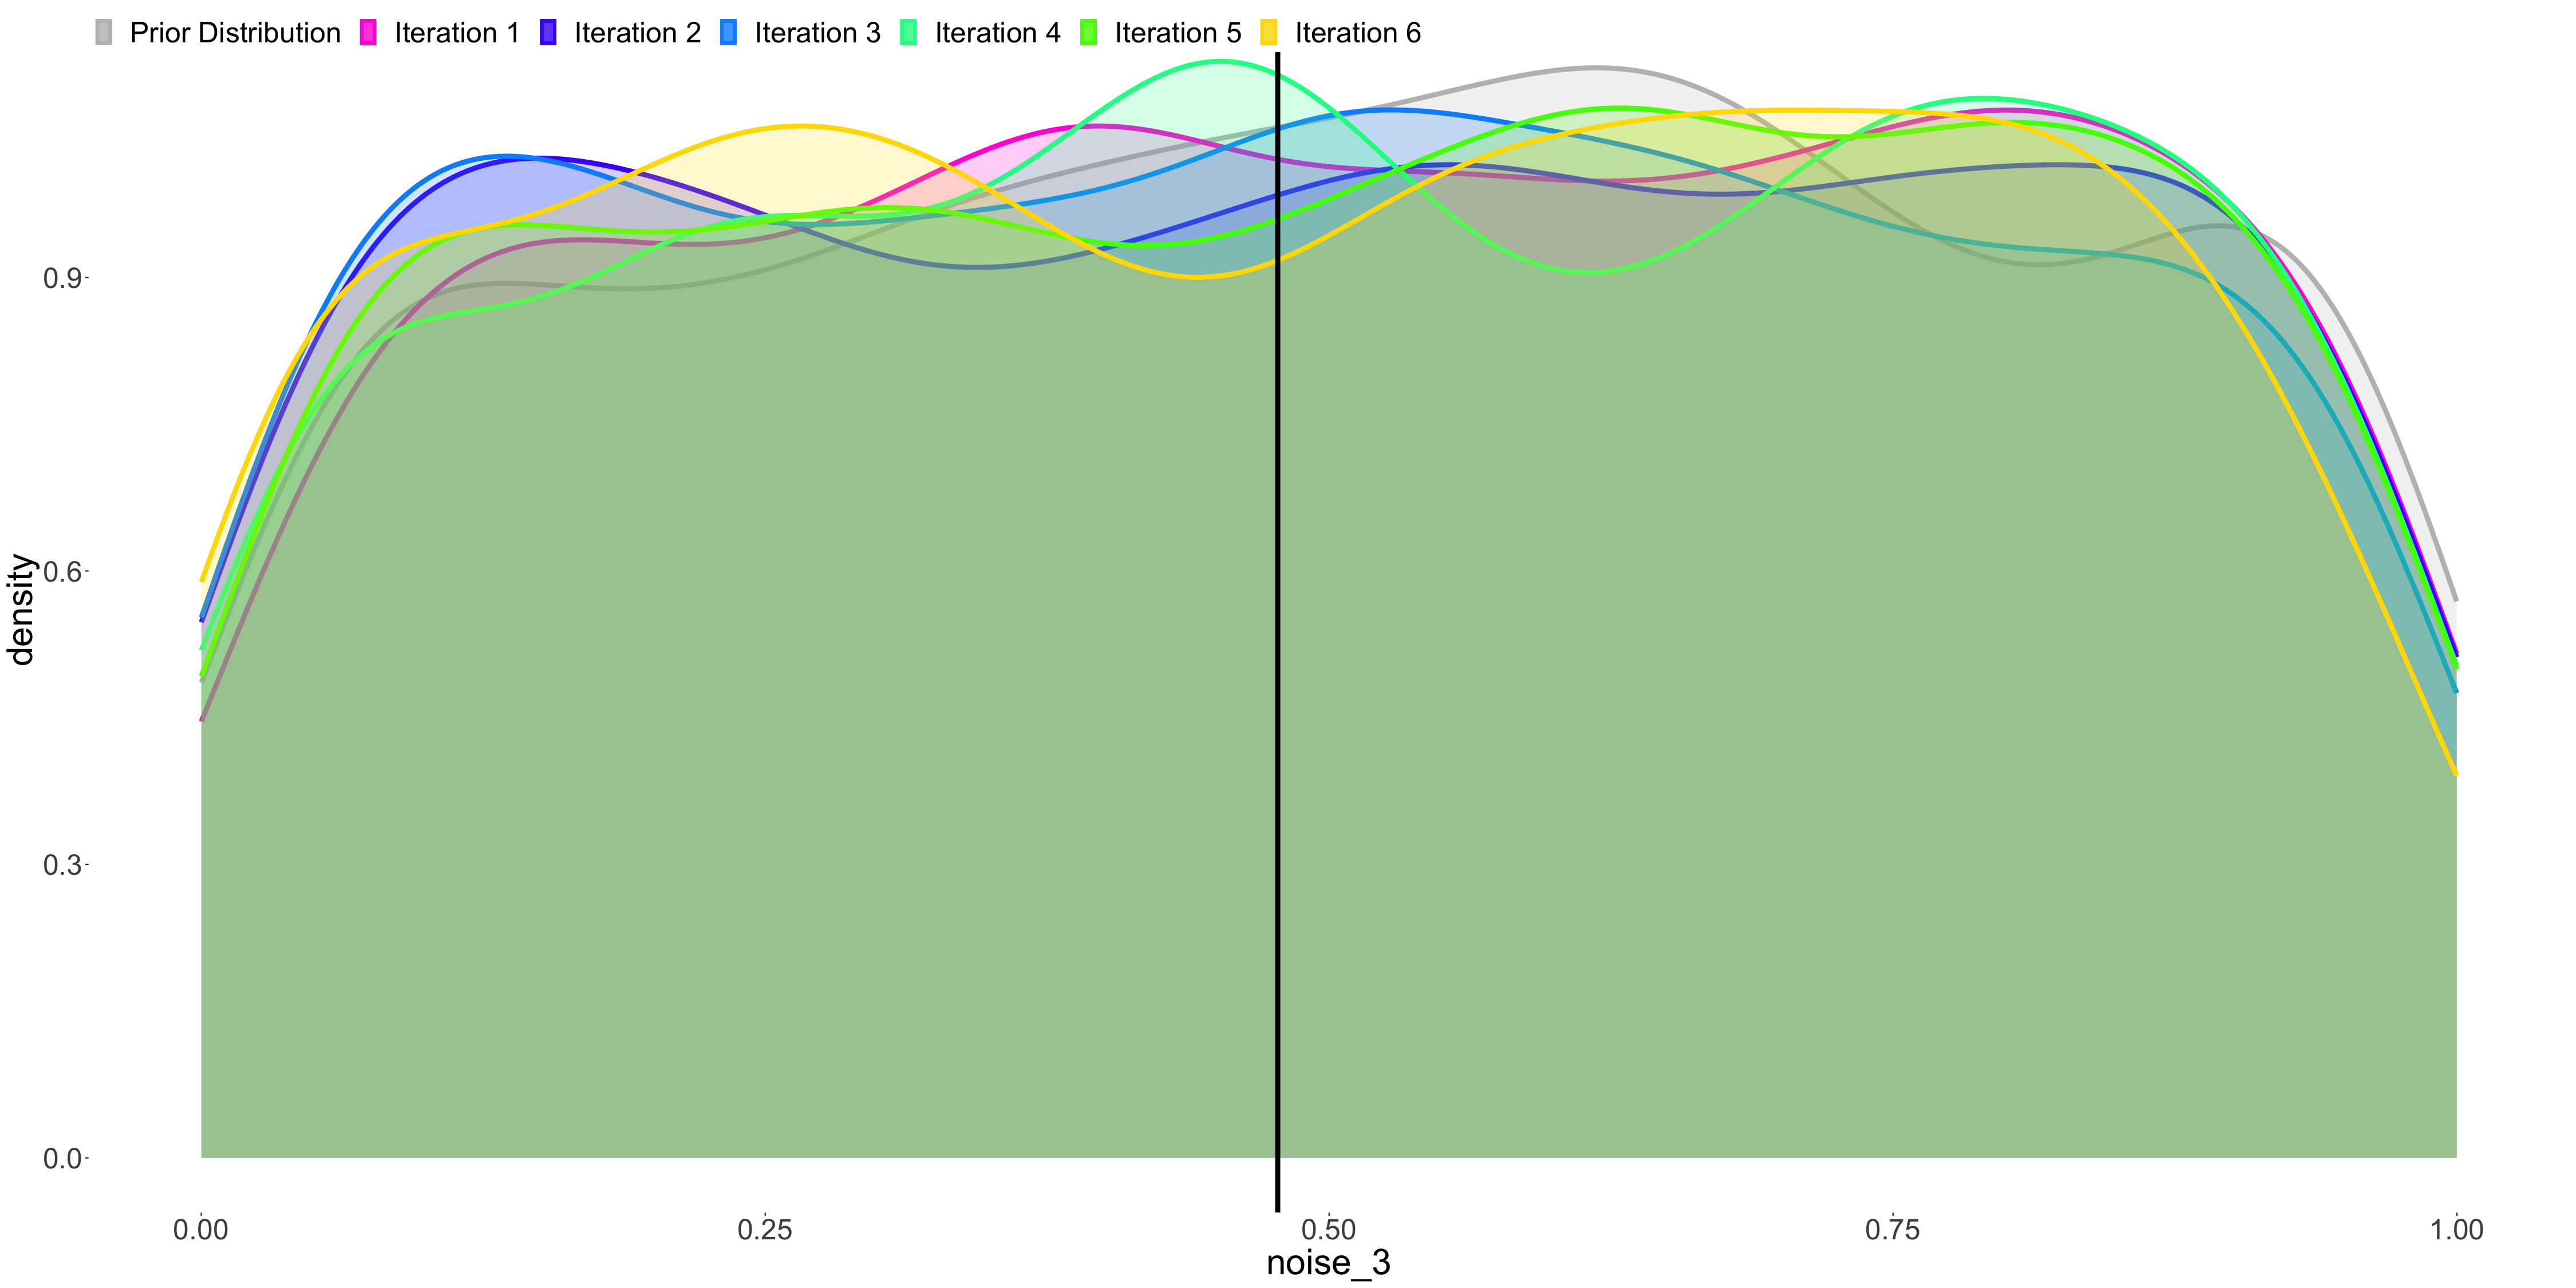 Prior Distribution Iteration 1 Iteration 2 Iteration 3 Iteration 4 Iteration 5 Iteration 6
density
0.9
0.6
0.3
0.0
0.00 0.25 0.50 0.75 1.00
noise_3